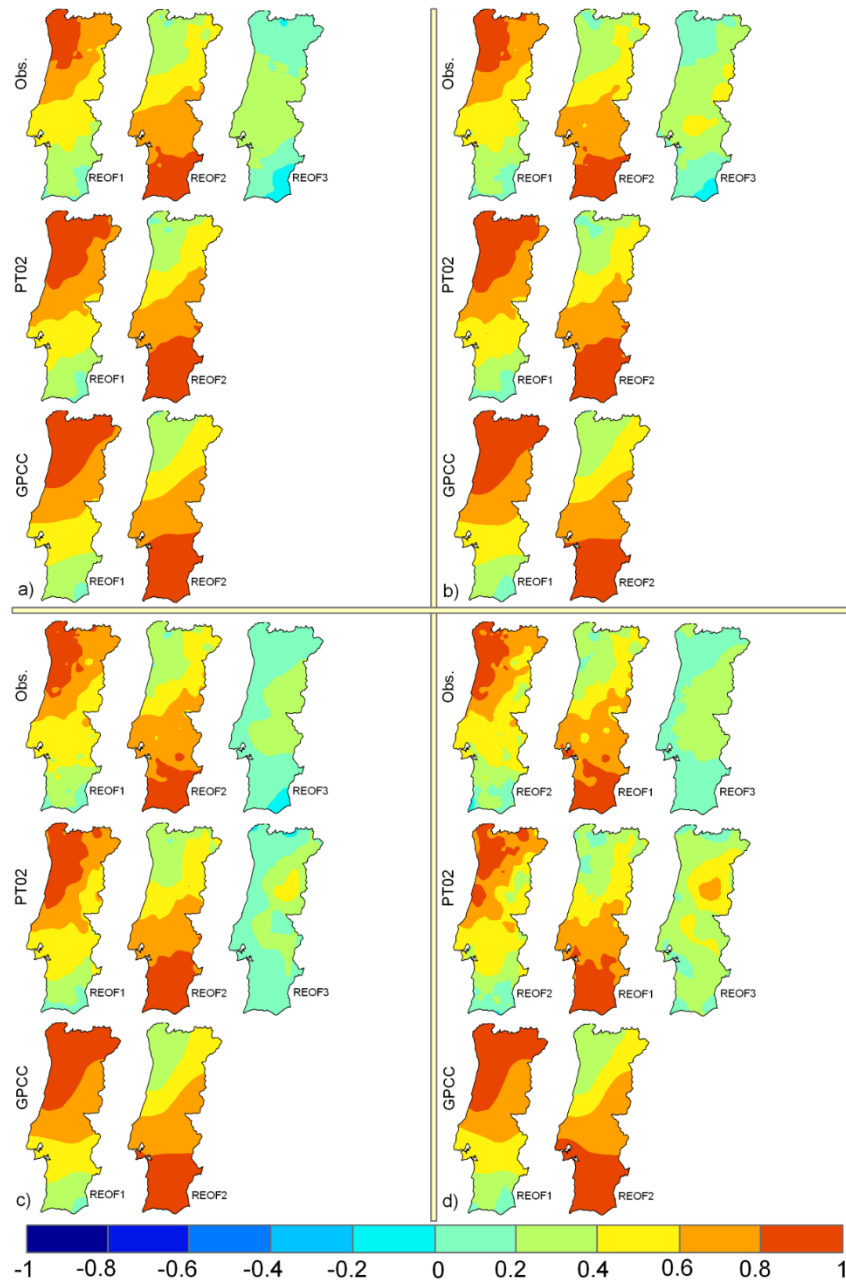 Obs.
REOF1
REOF2
REOF3
PT02
REOF1
REOF2
GPCC
REOF1
REOF2
a)
Obs.
REOF1
REOF2
REOF3
PT02
REOF1
REOF2
GPCC
REOF1
REOF2
b)
Obs.
REOF1
REOF2
REOF3
PT02
REOF1
REOF2
REOF3
GPCC
REOF1
REOF2
c)
Obs.
REOF2
REOF1
REOF3
PT02
REOF2
REOF1
REOF3
GPCC
REOF1
REOF2
d)
-1 -0.8 -0.6 -0.4 -0.2 0 0.2 0.4 0.6 0.8 1